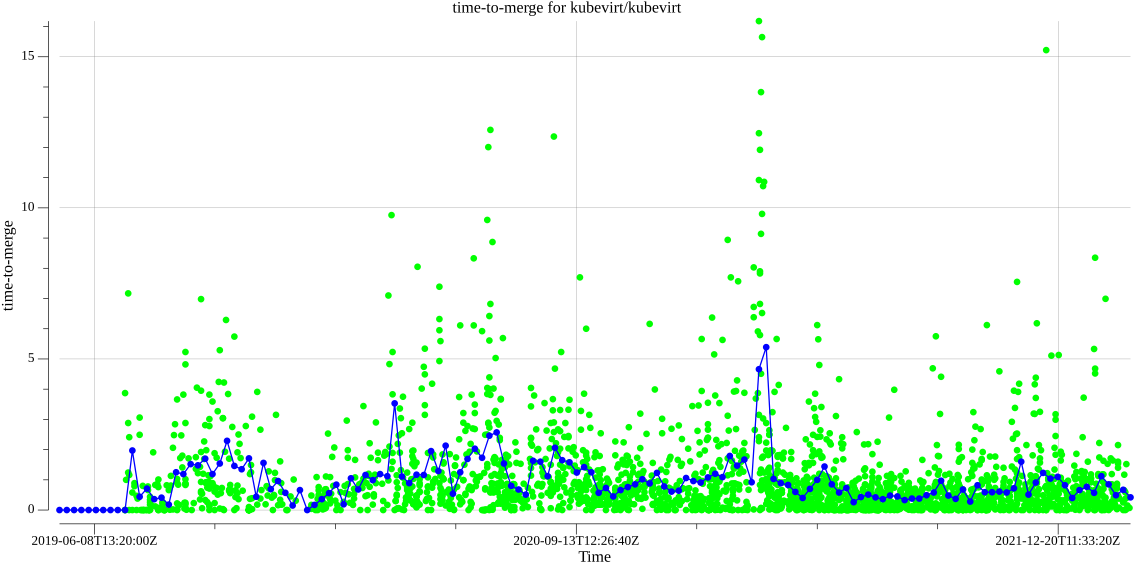 time-to-merge for kubevirt/kubevirt
15
10
5
0
time-to-merge
2019-06-08T13:20:00Z
2020-09-13T12:26:40Z
2021-12-20T11:33:20Z
Time